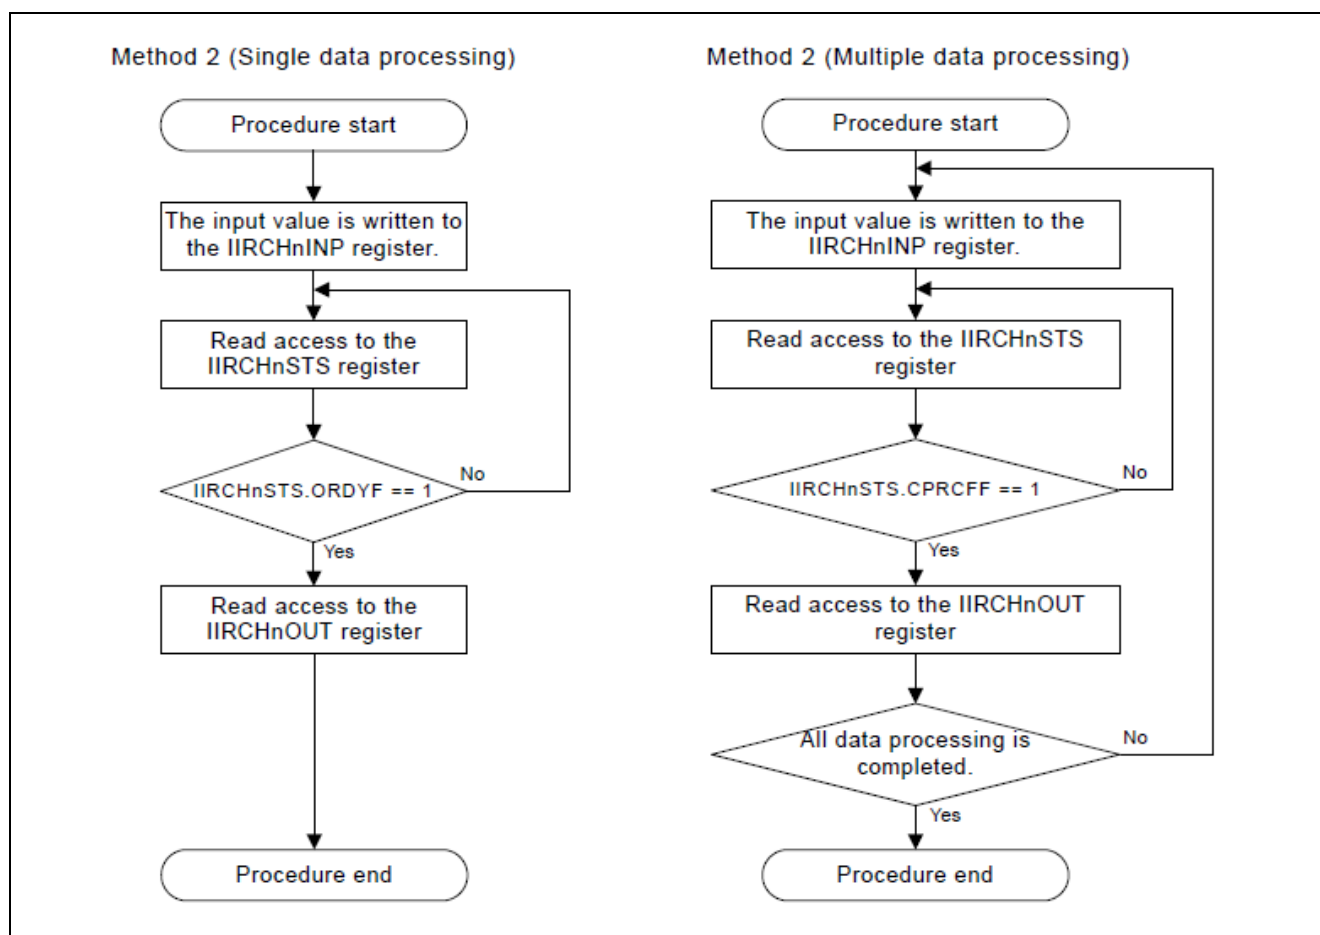 Method 2 (Single data processing)
Procedure start
The input value is written to
the IIRCHnINP register.
Read access to the
IIRCHnSTS register
IIRCHnSTS.ORDYF == 1
No
Yes
Read access to the
IIRCHnOUT register
Procedure end
Method 2 (Multiple data processing)
Procedure start
The input value is written to the
IIRCHnINP register.
Read access to the IIRCHnSTS
register
IIRCHnSTS.CPRCFF == 1
No
Yes
Read access to the IIRCHnOUT
register
All data processing is
completed.
No
Yes
Procedure end